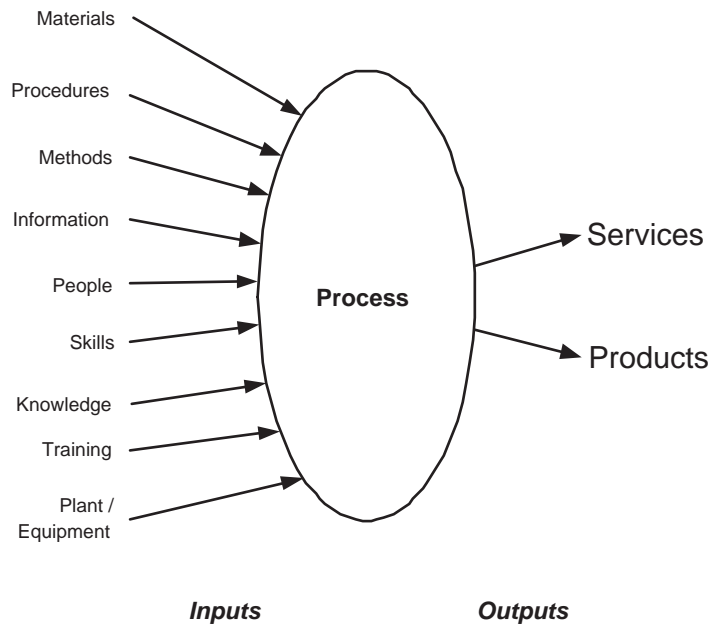 Materials
Procedures
Methods
Information
People
Skills
Knowledge
Training
Plant /
Equipment
Process
Services
Products
Inputs
Outputs